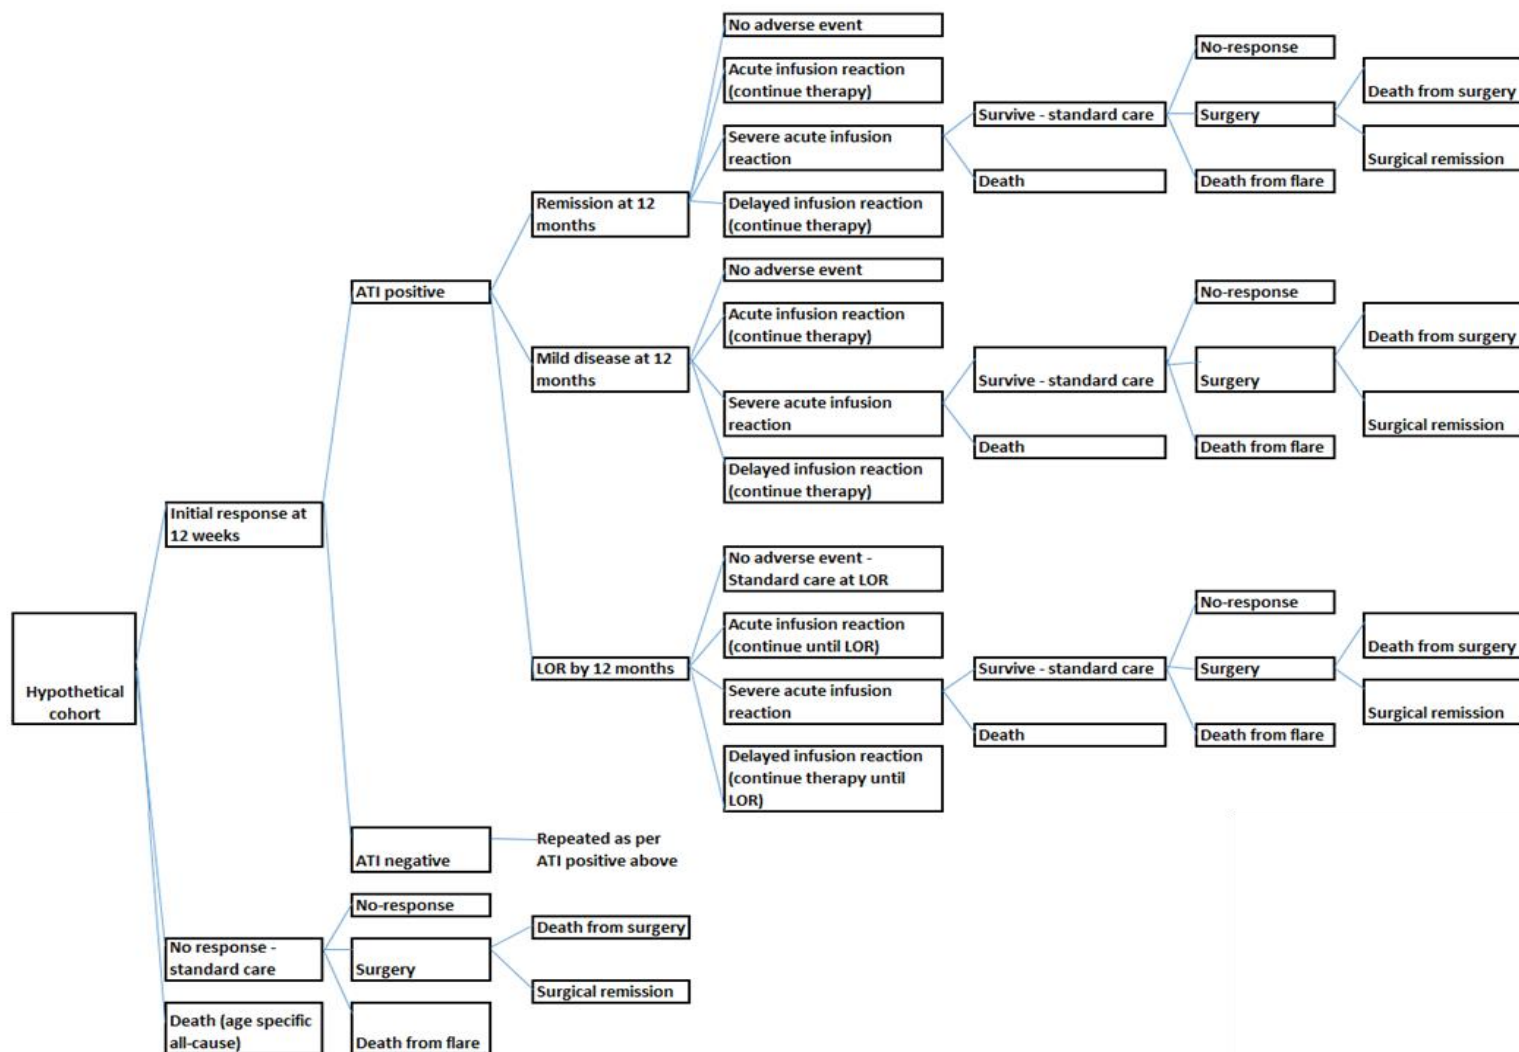 Hypothetical
cohort
Initial response at
12 weeks
No response -
standard care
Death (age specific
all-cause)
ATI positive
ATI negative
No-response
Surgery
Death from flare
Remission at 12
months
Mild disease at 12
months
LOR by 12 months
Repeated as per
ATI positive above
Death from surgery
Surgical remission
No adverse event
Acute infusion reaction
(continue therapy)
Severe acute infusion
reaction
Delayed infusion reaction
(continue therapy)
No adverse event
Acute infusion reaction
(continue therapy)
Severe acute infusion
reaction
Delayed infusion reaction
(continue therapy)
No adverse event -
Standard care at LOR
Acute infusion reaction
(continue until LOR)
Severe acute infusion
reaction
Delayed infusion reaction
(continue therapy until
LOR)
Survive - standard care
Death
Survive - standard care
Death
Survive - standard care
Death
No-response
Surgery
Death from flare
No-response
Surgery
Death from flare
No-response
Surgery
Death from flare
Death from surgery
Surgical remission
Death from surgery
Surgical remission
Death from surgery
Surgical remission